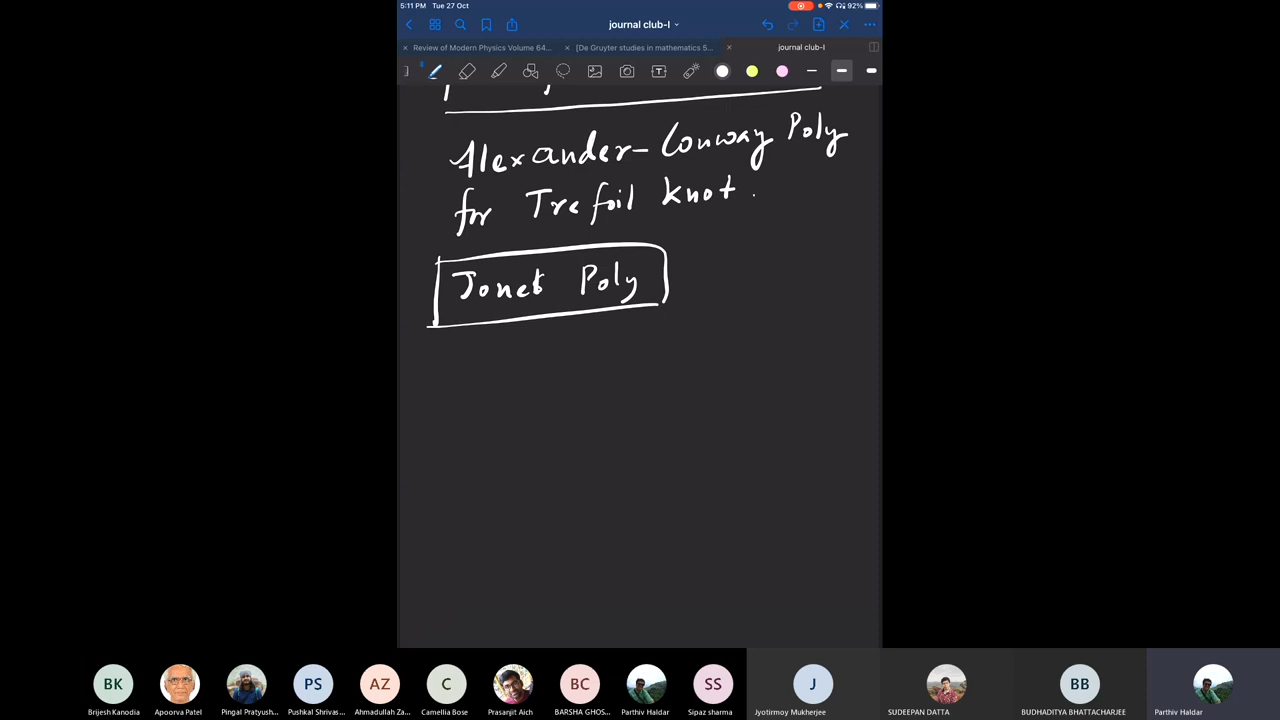 5:11 PM Tue 27 Oct
92%
journal club-I
Review of Modern Physics Volume 64...
[De Gruyter studies in mathematics 5...
journal club-I
Alexander-Conway Poly
for Trefoil Knot.
Jones Poly
BK
PS
AZ
C
BC
SS
J
BB
Brijesh Kanodia
Apoorva Patel
Pingal Pratyush...
Pushkal Shrivas...
Ahmadullah Za...
Camellia Bose
Prasanjit Aich
BARSHA GHOS...
Parthiv Haldar
Sipaz sharma
Jyotirmoy Mukherjee
SUDEEPAN DATTA
BUDHADITYA BHATTACHARJEE
Parthiv Haldar